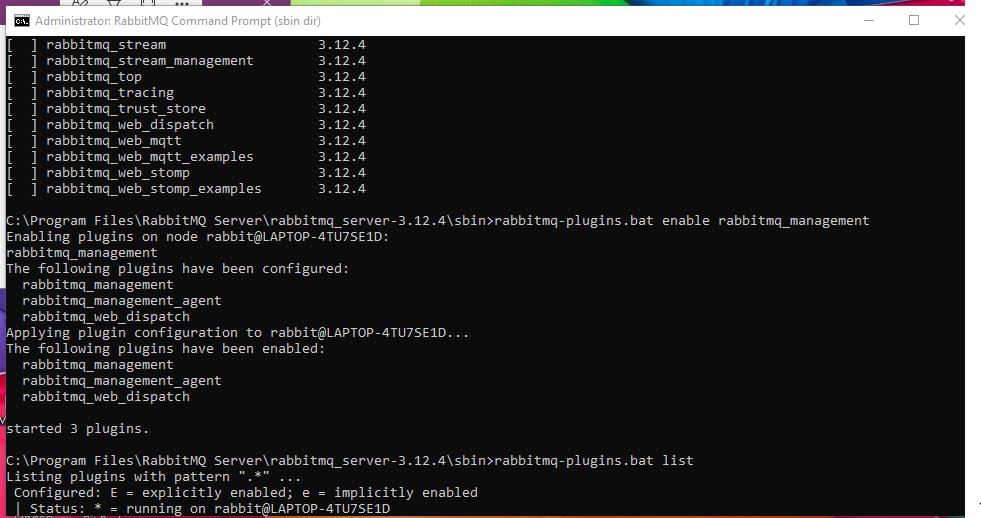 Administrator: RabbitMQ Command Prompt (sbin dir)
[  ] rabbitmq_stream                   3.12.4
[  ] rabbitmq_stream_management        3.12.4
[  ] rabbitmq_top                      3.12.4
[  ] rabbitmq_tracing                  3.12.4
[  ] rabbitmq_trust_store              3.12.4
[  ] rabbitmq_web_dispatch             3.12.4
[  ] rabbitmq_web_mqtt                 3.12.4
[  ] rabbitmq_web_mqtt_examples        3.12.4
[  ] rabbitmq_web_stomp                3.12.4
[  ] rabbitmq_web_stomp_examples       3.12.4
C:\Program Files\RabbitMQ Server\rabbitmq_server-3.12.4\sbin>rabbitmq-plugins.bat enable rabbitmq_management
Enabling plugins on node rabbit@LAPTOP-4TU7SE1D:
rabbitmq_management
The following plugins have been configured:
  rabbitmq_management
  rabbitmq_management_agent
  rabbitmq_web_dispatch
Applying plugin configuration to rabbit@LAPTOP-4TU7SE1D...
The following plugins have been enabled:
  rabbitmq_management
  rabbitmq_management_agent
  rabbitmq_web_dispatch
started 3 plugins.
C:\Program Files\RabbitMQ Server\rabbitmq_server-3.12.4\sbin>rabbitmq-plugins.bat list
Listing plugins with pattern ".*" ...
 Configured: E = explicitly enabled; e = implicitly enabled
 | Status: * = running on rabbit@LAPTOP-4TU7SE1D